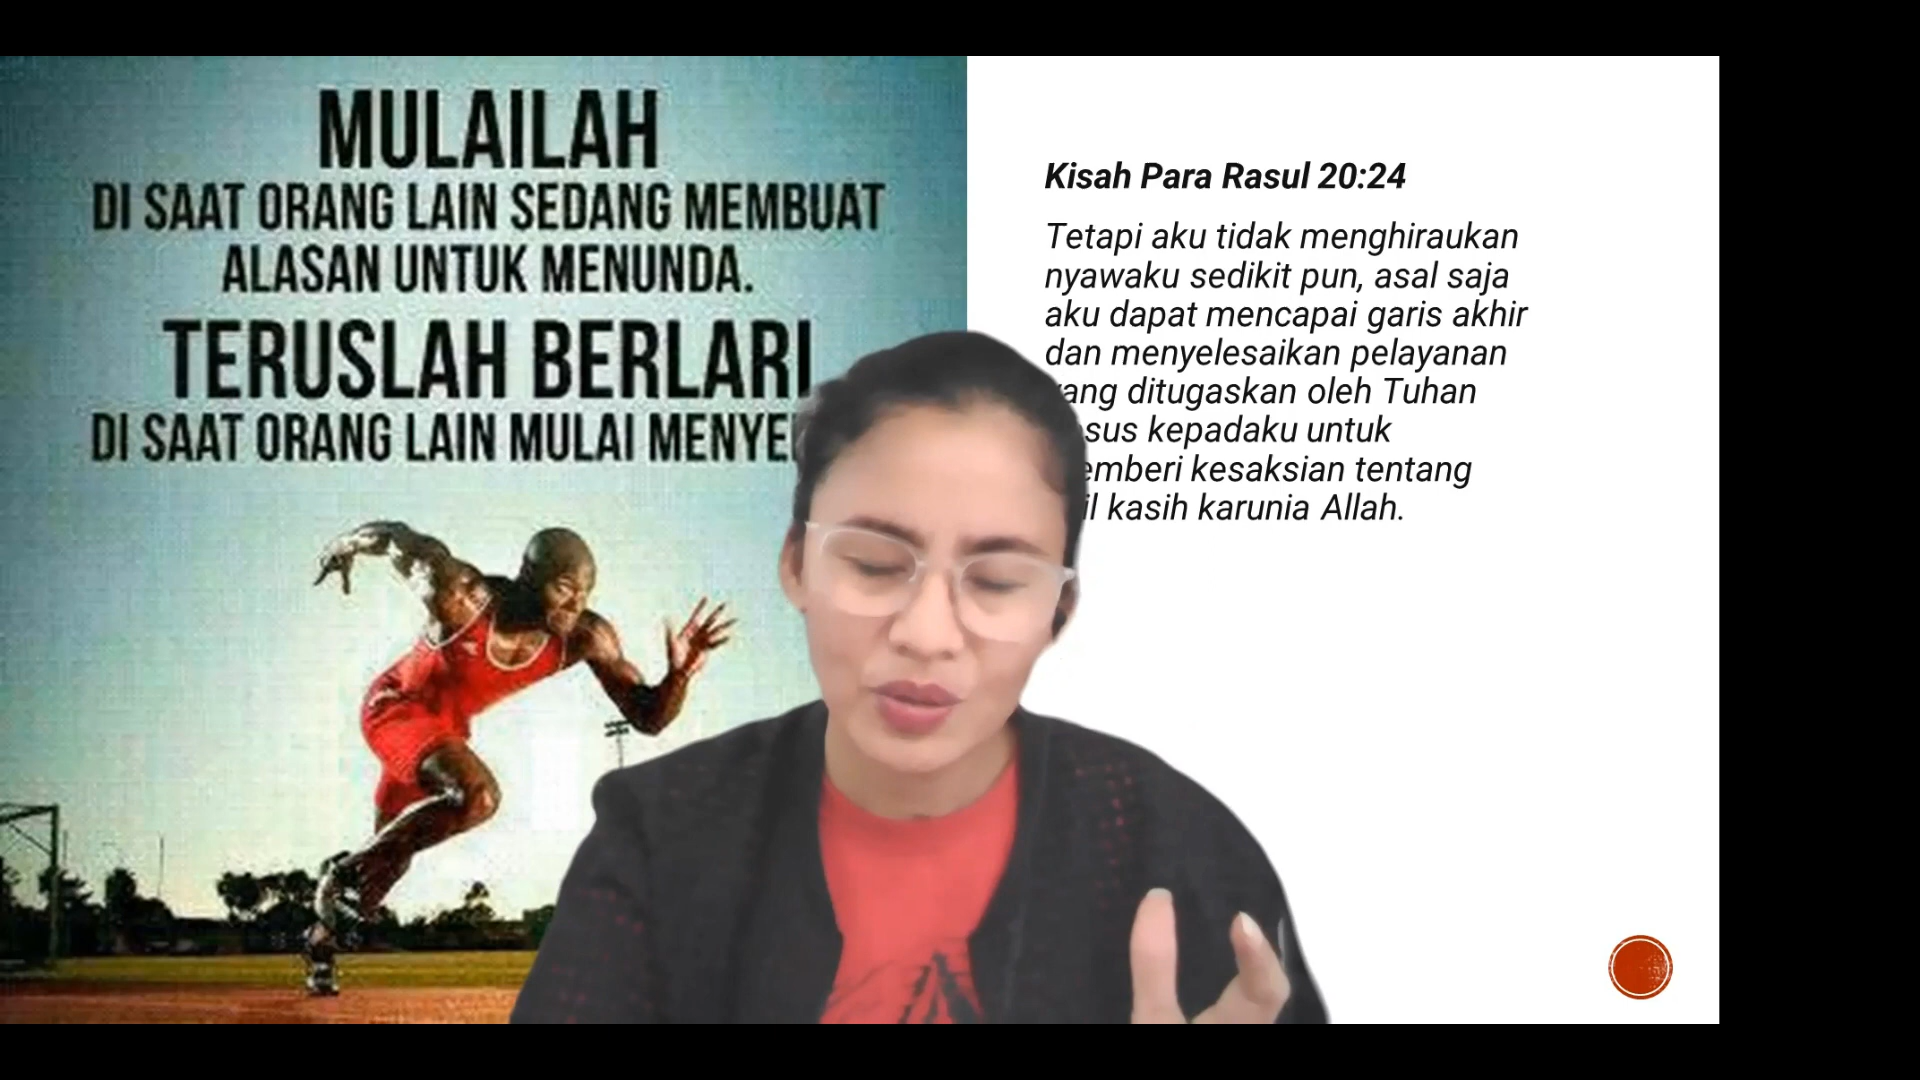 MULAILAH
DI SAAT ORANG LAIN SEDANG MEMBUAT
ALASAN UNTUK MENUNDA.
TERUSLAH BERLARI
DI SAAT ORANG LAIN MULAI
Kisah Para Rasul 20:24
Tetapi aku tidak menghiraukan
nyawaku sedikit pun, asal saja
aku dapat mencapai garis akhir
dan menyelesaikan pelayanan
ditugaskan oleh Tuhan
kepadaku untuk
kesaksian tentang
kasih karunia Allah.